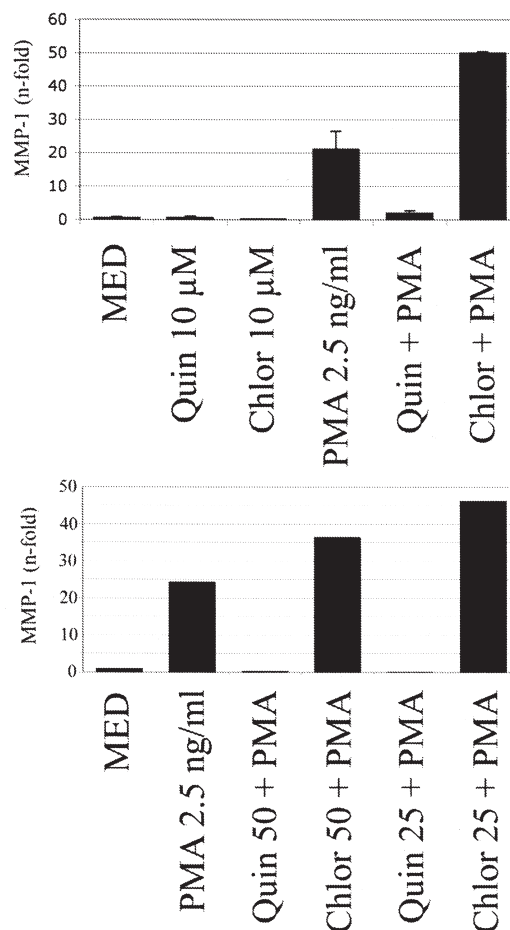 MMP-1 (n-fold)
60
50
40
30
20
10
0
MED
Quin 10 µM
Chlor 10 µM
PMA 2.5 ng/ml
Quin + PMA
Chlor + PMA
MMP-1 (n-fold)
50
40
30
20
10
0
MED
PMA 2.5 ng/ml
Quin 50 + PMA
Chlor 50 + PMA
Quin 25 + PMA
Chlor 25 + PMA